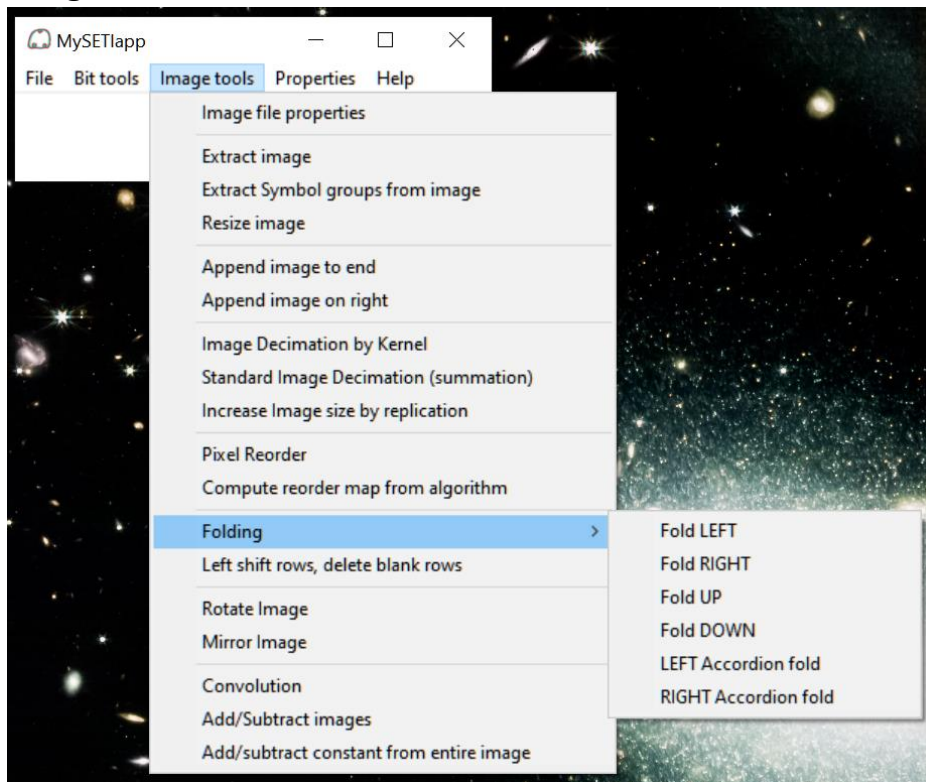 MySETIapp
File Bit tools Image tools Properties Help
Image file properties
Extract image
Extract Symbol groups from image
Resize image
Append image to end
Append image on right
Image Decimation by Kernel
Standard Image Decimation (summation)
Increase Image size by replication
Pixel Reorder
Compute reorder map from algorithm
Folding
Left shift rows, delete blank rows
Rotate Image
Mirror Image
Convolution
Add/Subtract images
Add/subtract constant from entire image
Fold LEFT
Fold RIGHT
Fold UP
Fold DOWN
LEFT Accordion fold
RIGHT Accordion fold